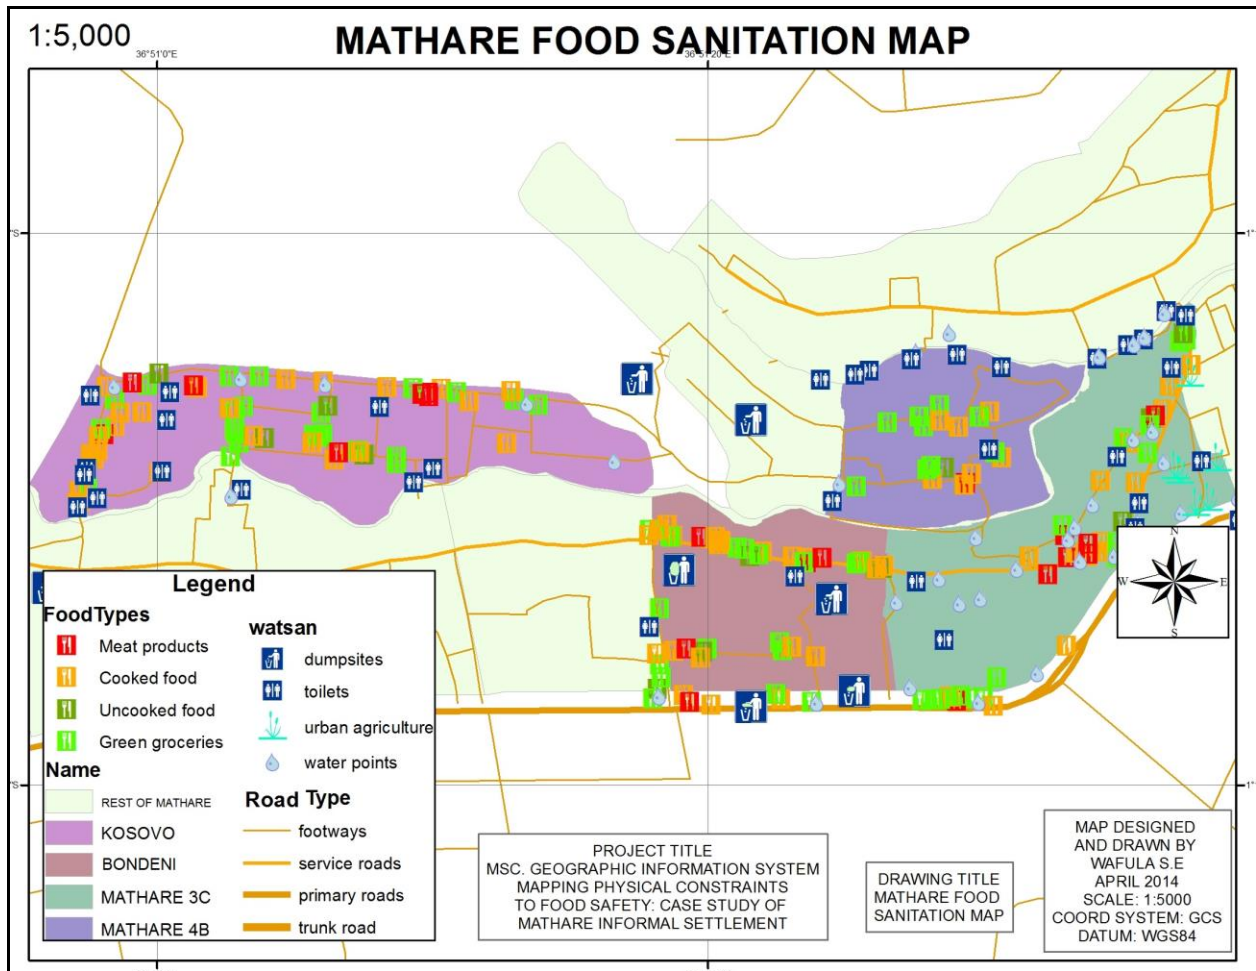 1:5,000
MATHARE FOOD SANITATION MAP
36°51'0"E
36°51'20"E
N
W
E
S
Legend
FoodTypes
Meat products
Cooked food
Uncooked food
Green groceries
watsan
dumpsites
toilets
urban agriculture
water points
Name
REST OF MATHARE
KOSOVO
BONDENI
MATHARE 3C
MATHARE 4B
Road Type
footways
service roads
primary roads
trunk road
PROJECT TITLE
MSC. GEOGRAPHIC INFORMATION SYSTEM
MAPPING PHYSICAL CONSTRAINTS
TO FOOD SAFETY: CASE STUDY OF
MATHARE INFORMAL SETTLEMENT
DRAWING TITLE
MATHARE FOOD
SANITATION MAP
MAP DESIGNED
AND DRAWN BY
WAFULA S.E
APRIL 2014
SCALE: 1:5000
COORD SYSTEM: GCS
DATUM: WGS84